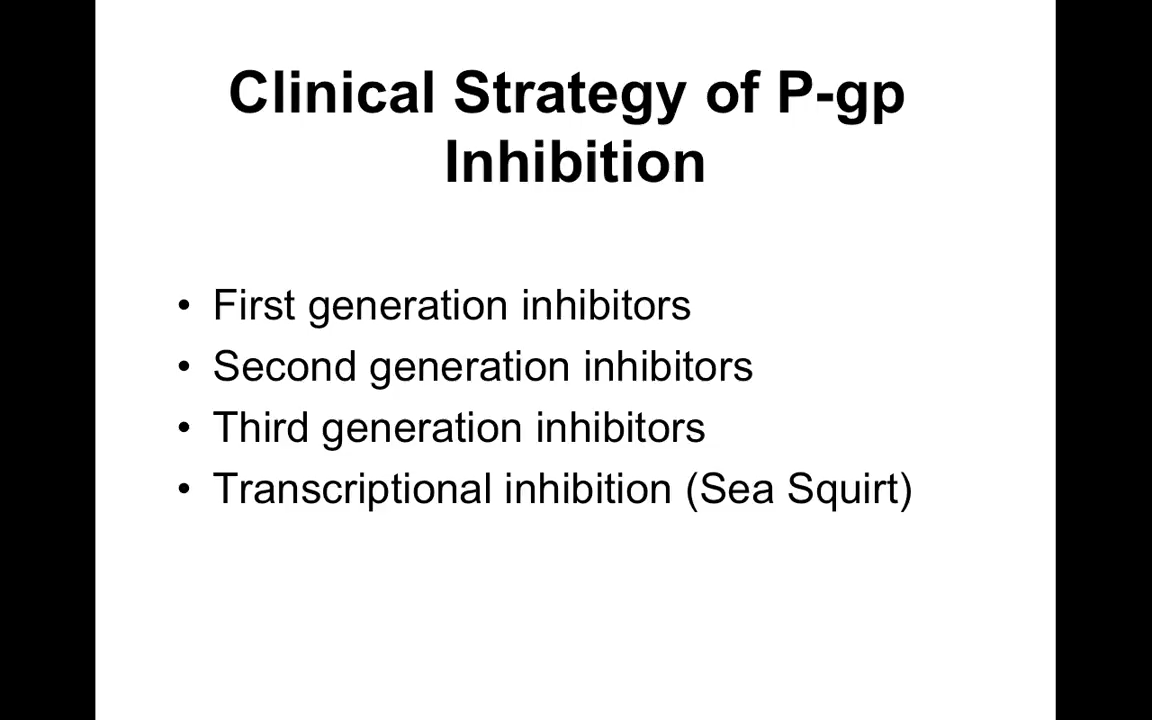 Clinical Strategy of P-gp
Inhibition
• First generation inhibitors
• Second generation inhibitors
• Third generation inhibitors
• Transcriptional inhibition (Sea Squirt)